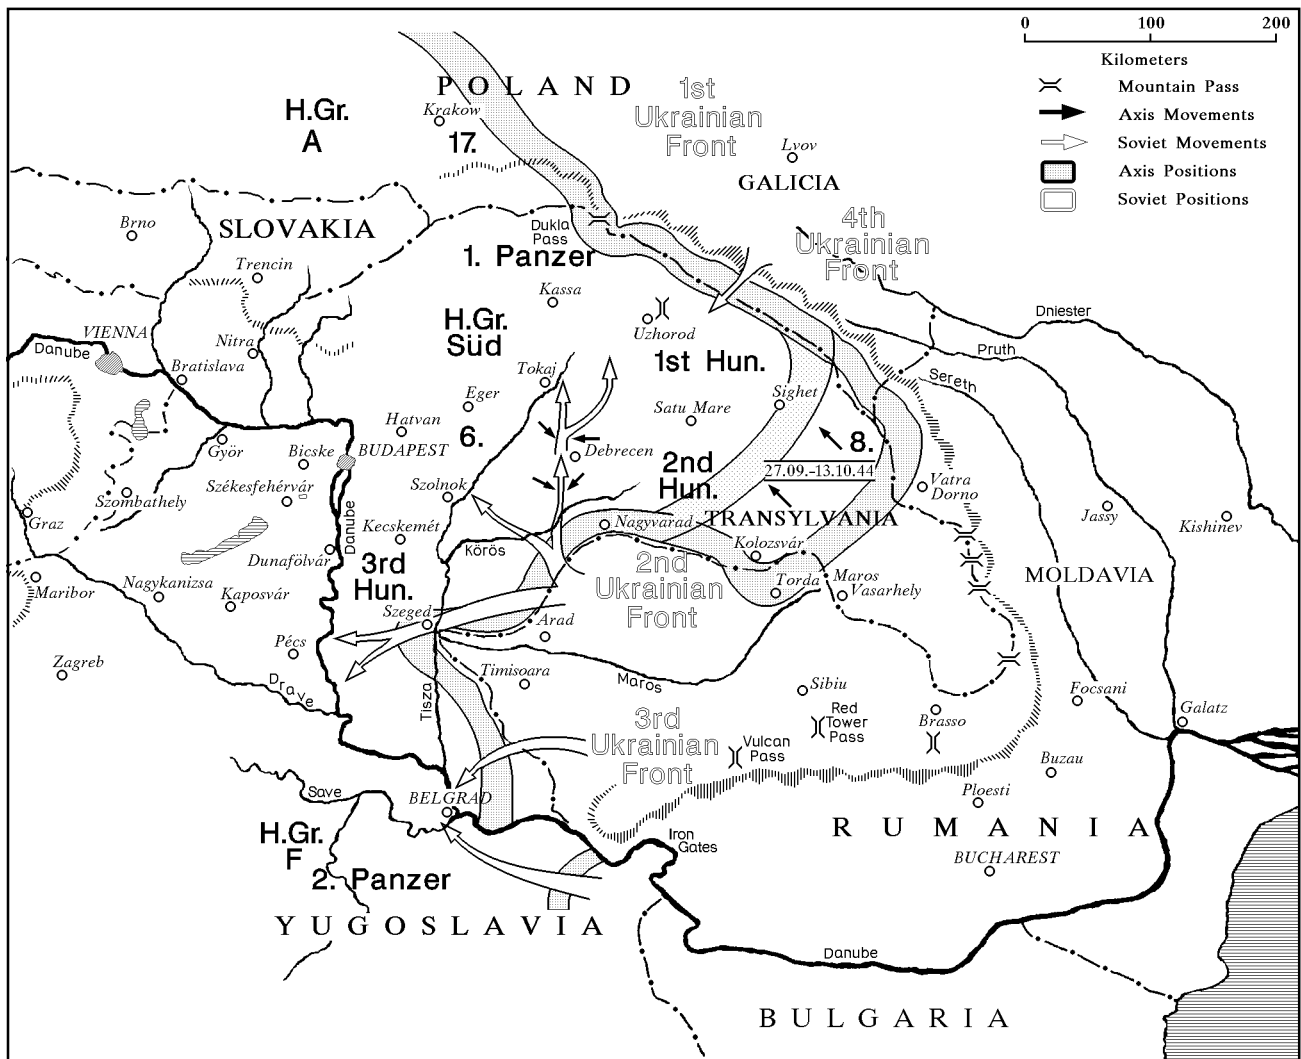 0 100 200
Kilometers
Mountain Pass
Axis Movements
Soviet Movements
Axis Positions
Soviet Positions
POLAND
H.Gr.
A
Krakow
17.
1st
Ukrainian
Front
Lvov
GALICIA
4th
Ukrainian
Front
Brno
SLOVAKIA
Dukla
Pass
1. Panzer
Trencin
Kassa
Uzhorod
H.Gr.
Süd
1st Hun.
Dniester
Pruth
Sereth
VIENNA
Danube
Nitra
Bratislava
Tokaj
Eger
6.
Hatvan
Satu Mare
Sighet
8.
27.09.-13.10.44
Györ
Bicske
BUDAPEST
Debrecen
2nd
Hun.
Székesfehérvár
Szolnok
Szombathely
Graz
Danube
Kecskemét
Körös
Nagyvarad
TRANSYLVANIA
Vatra
Dorno
Jassy
Kishinev
Kolozsvár
Dunafölvár
3rd
Hun.
2nd
Ukrainian
Front
Torda
Maros
Vasarhely
MOLDAVIA
Maribor
Nagykanizsa
Kaposvár
Szeged
Arad
Pécs
Zagreb
Drave
Tisza
Timisoara
Maros
Sibiu
Red
Tower
Pass
Brasso
Focsani
Galatz
3rd
Ukrainian
Front
Vulcan
Pass
Buzau
Ploesti
Save
BELGRAD
H.Gr.
F
2. Panzer
Iron
Gates
RUMANIA
BUCHAREST
YUGOSLAVIA
Danube
BULGARIA